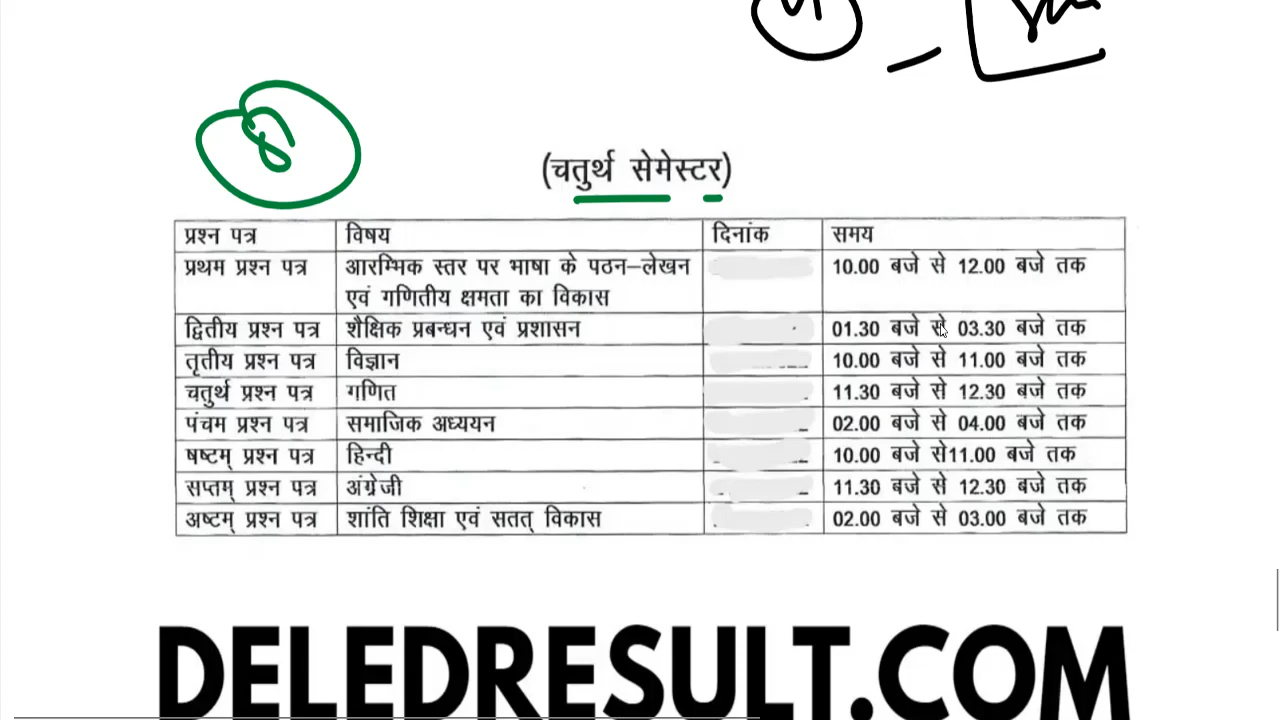 8
(चतुर्थ सेमेस्टर)
प्रश्न पत्र विषय दिनांक समय
प्रथम प्रश्न पत्र आरम्भिक स्तर पर भाषा के पठन–लेखन 10.00 बजे से 12.00 बजे तक
एवं गणितीय क्षमता का विकास
द्वितीय प्रश्न पत्र शैक्षिक प्रबन्धन एवं प्रशासन 01.30 बजे से 03.30 बजे तक
तृतीय प्रश्न पत्र विज्ञान 10.00 बजे से 11.00 बजे तक
चतुर्थ प्रश्न पत्र गणित 11.30 बजे से 12.30 बजे तक
पंचम प्रश्न पत्र समाजिक अध्ययन 02.00 बजे से 04.00 बजे तक
षष्टम् प्रश्न पत्र हिन्दी 10.00 बजे से11.00 बजे तक
सप्तम् प्रश्न पत्र अंग्रेजी 11.30 बजे से 12.30 बजे तक
अष्टम् प्रश्न पत्र शांति शिक्षा एवं सतत् विकास 02.00 बजे से 03.00 बजे तक
DELEDRESULT.COM